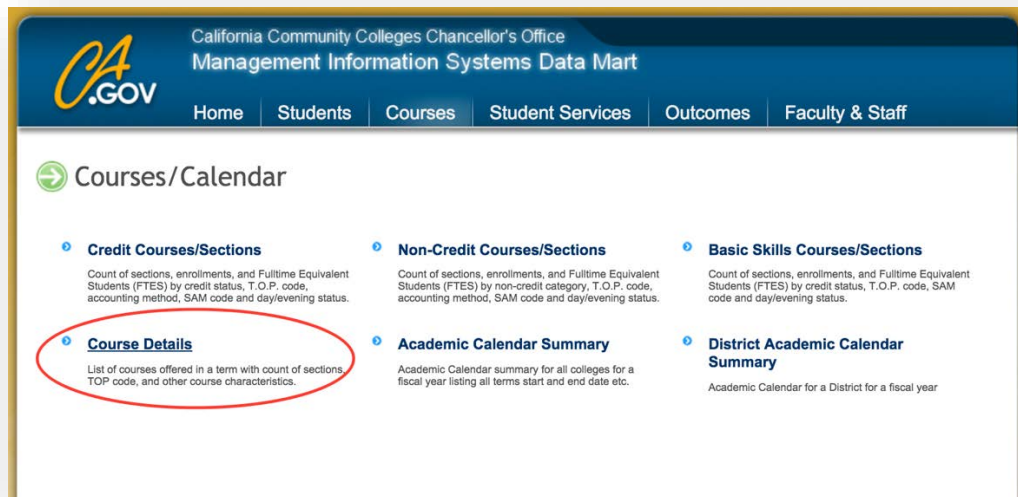 California Community Colleges Chancellor's Office
Management Information Systems Data Mart
CA
.GOV
Home
Students
Courses
Student Services
Outcomes
Faculty & Staff
Courses/Calendar
Credit Courses/Sections
Count of sections, enrollments, and Fulltime Equivalent
Students (FTES) by credit status, T.O.P. code,
accounting method, SAM code and day/evening status.
Non-Credit Courses/Sections
Count of sections, enrollments, and Fulltime Equivalent
Students (FTES) by non-credit category, T.O.P. code,
accounting method, SAM code and day/evening status.
Basic Skills Courses/Sections
Count of sections, enrollments, and Fulltime Equivalent
Students (FTES) by credit status, T.O.P. code, SAM
code and day/evening status.
Course Details
List of courses offered in a term with count of sections,
TOP code, and other course characteristics.
Academic Calendar Summary
Academic Calendar summary for all colleges for a
fiscal year listing all terms start and end date etc.
District Academic Calendar
Summary
Academic Calendar for a District for a fiscal year